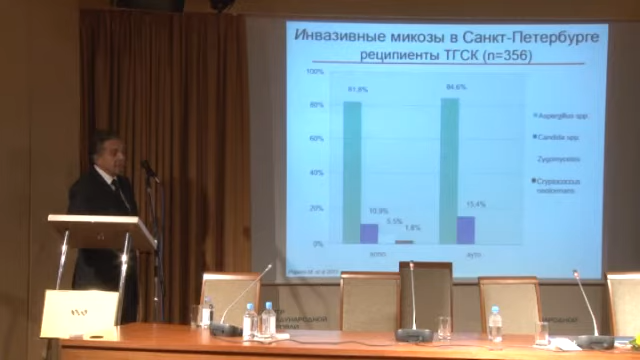 Инвазивные микозы в Санкт-Петербурге
реципиенты ТГСК (n=356)
100%
80%
60%
40%
20%
0%
81,8%
10,9%
5,5%
1,8%
84,6%
15,4%
алло
ауто
Aspergillus spp.
Candida spp.
Zygomycetes
Cryptococcus
neoformans